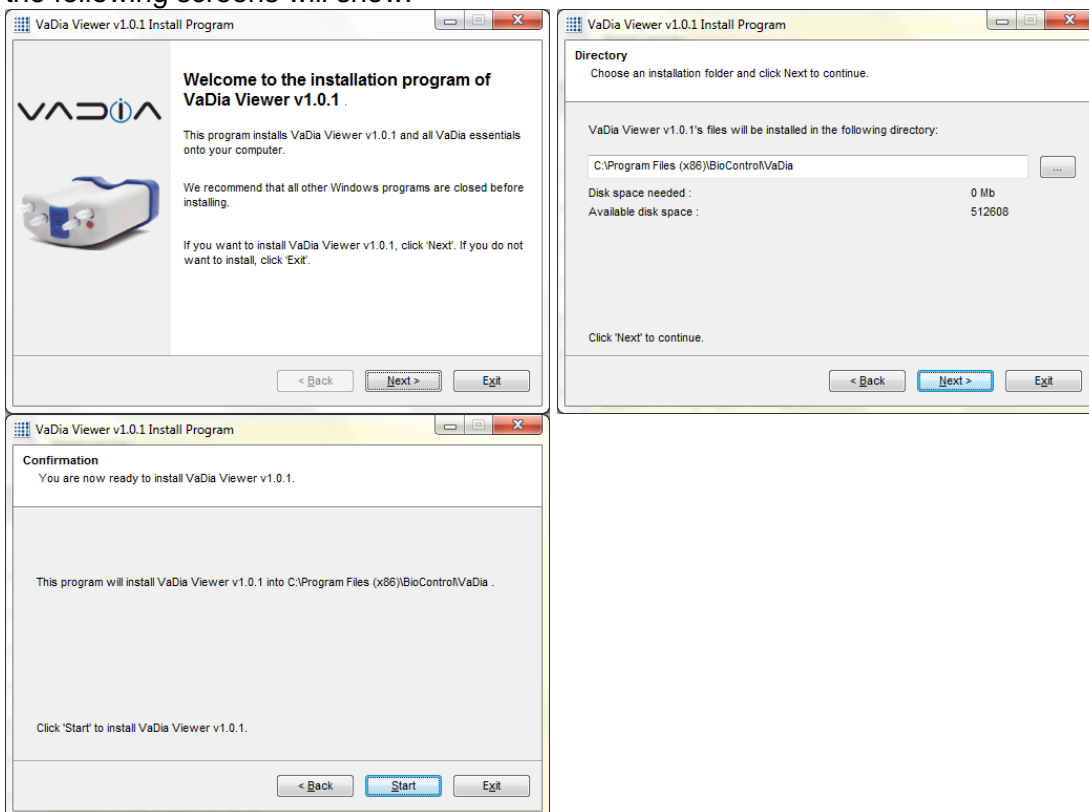 the following screens will show:
VaDia Viewer v1.0.1 Install Program
Welcome to the installation program of
VaDia Viewer v1.0.1 .
VADIA
This program installs VaDia Viewer v1.0.1 and all VaDia essentials
onto your computer.
We recommend that all other Windows programs are closed before
installing.
If you want to install VaDia Viewer v1.0.1, click 'Next'. If you do not
want to install, click 'Exit'.
< Back Next > Exit
VaDia Viewer v1.0.1 Install Program
Directory
Choose an installation folder and click Next to continue.
VaDia Viewer v1.0.1's files will be installed in the following directory:
C:\Program Files (x86)\BioControl\VaDia ...
Disk space needed : 0 Mb
Available disk space : 512608
Click 'Next' to continue.
< Back Next > Exit
VaDia Viewer v1.0.1 Install Program
Confirmation
You are now ready to install VaDia Viewer v1.0.1.
This program will install VaDia Viewer v1.0.1 into C:\Program Files (x86)\BioControl\VaDia .
Click 'Start' to install VaDia Viewer v1.0.1.
< Back Start Exit